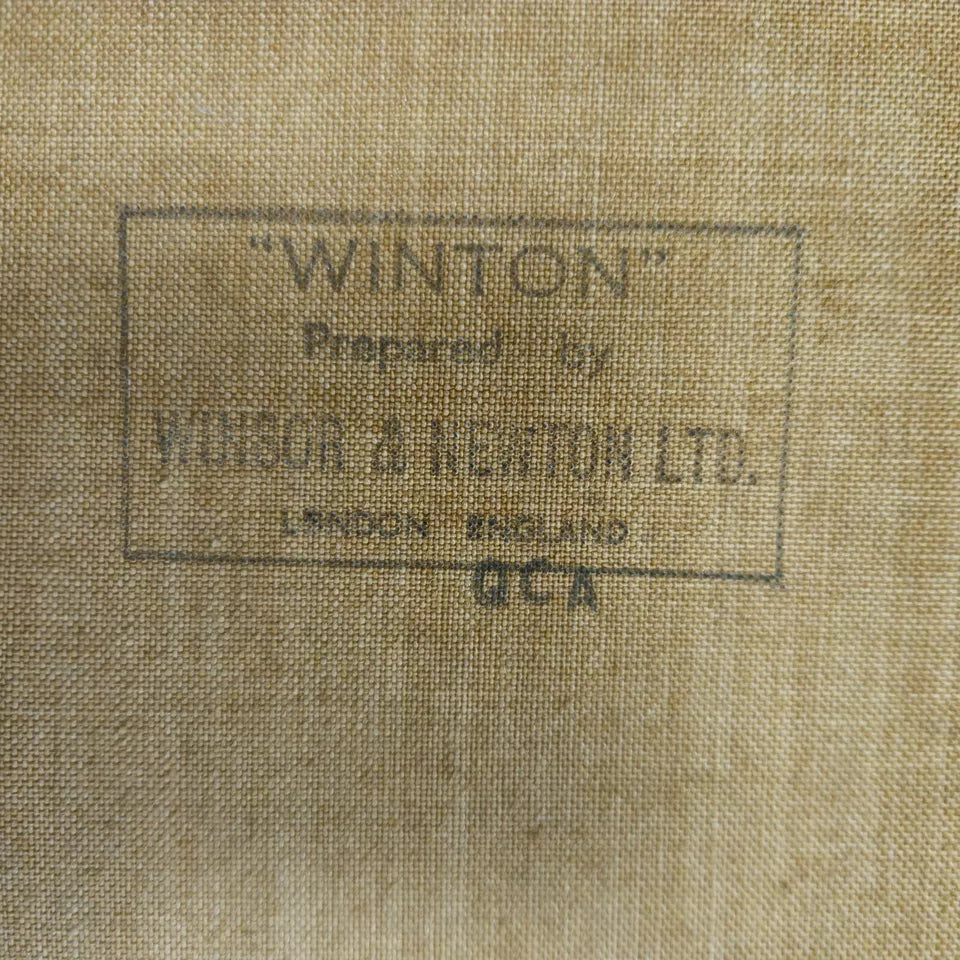 "WINTON"
Prepared by
WINSOR & NEWTON LTD.
LONDON ENGLAND
QCA